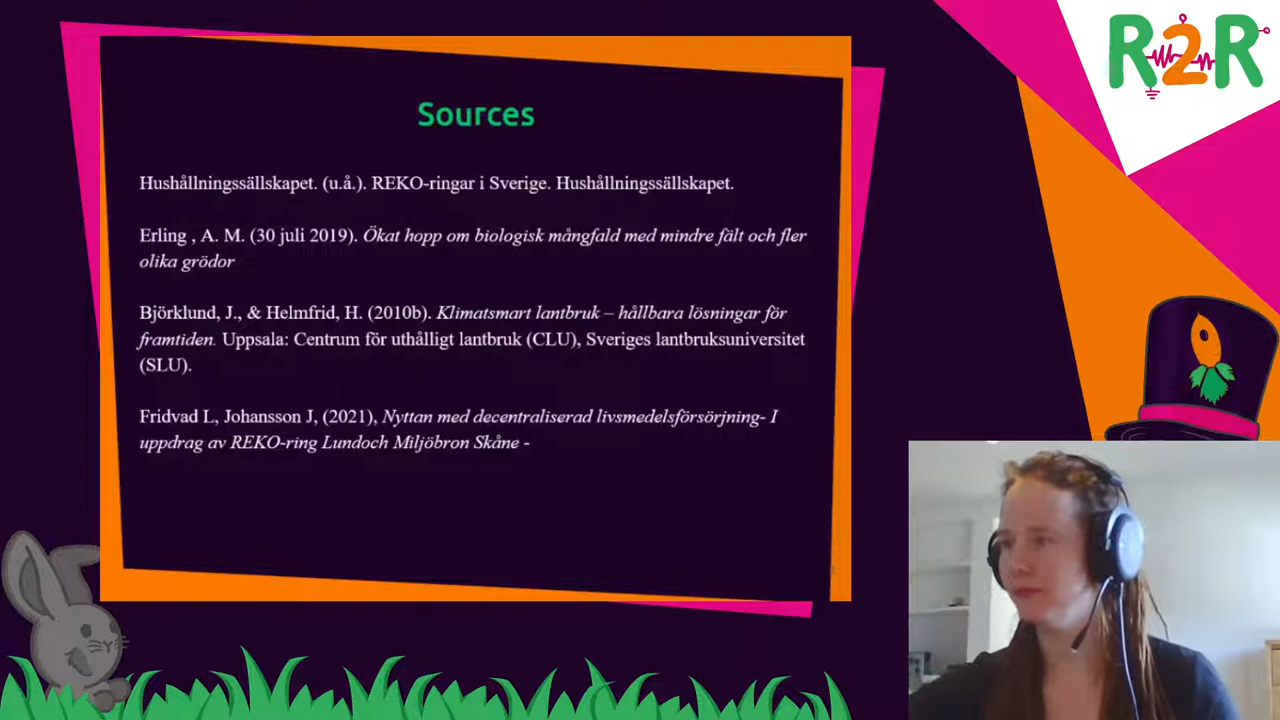 R2R
Sources
Hushållningssällskapet. (u.å.). REKO-ringar i Sverige. Hushållningssällskapet.
Erling , A. M. (30 juli 2019). Ökat hopp om biologisk mångfald med mindre fält och fler
olika grödor
Björklund, J., & Helmfrid, H. (2010b). Klimatsmart lantbruk – hållbara lösningar för
framtiden. Uppsala: Centrum för uthålligt lantbruk (CLU), Sveriges lantbruksuniversitet
(SLU).
Fridvad L, Johansson J, (2021), Nyttan med decentraliserad livsmedelsförsörjning- I
uppdrag av REKO-ring Lundoch Miljöbron Skåne -